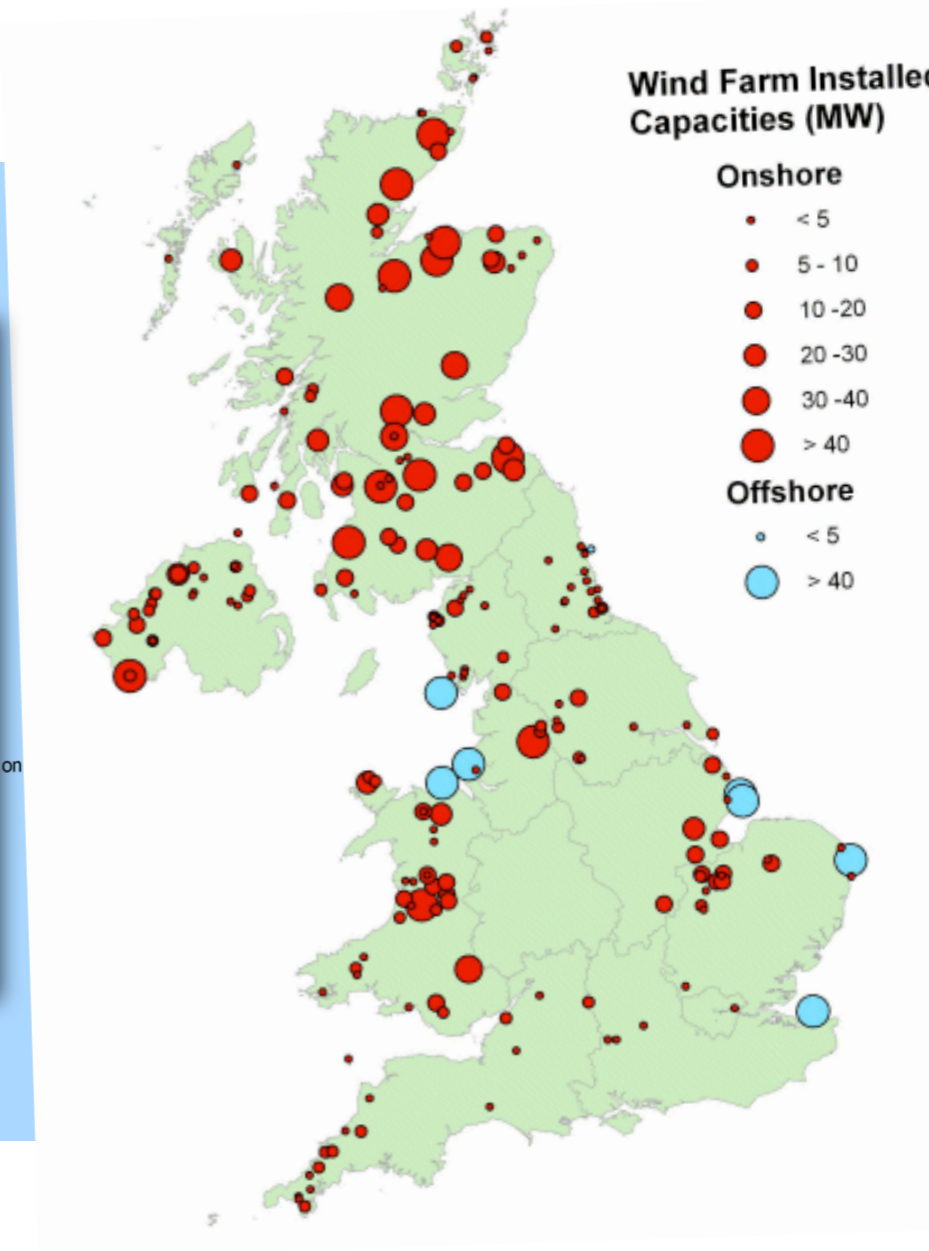 Wind Farm Installed
Capacities (MW)
Onshore
< 5
5 - 10
10 -20
20 -30
30 -40
> 40
Offshore
< 5
> 40
on